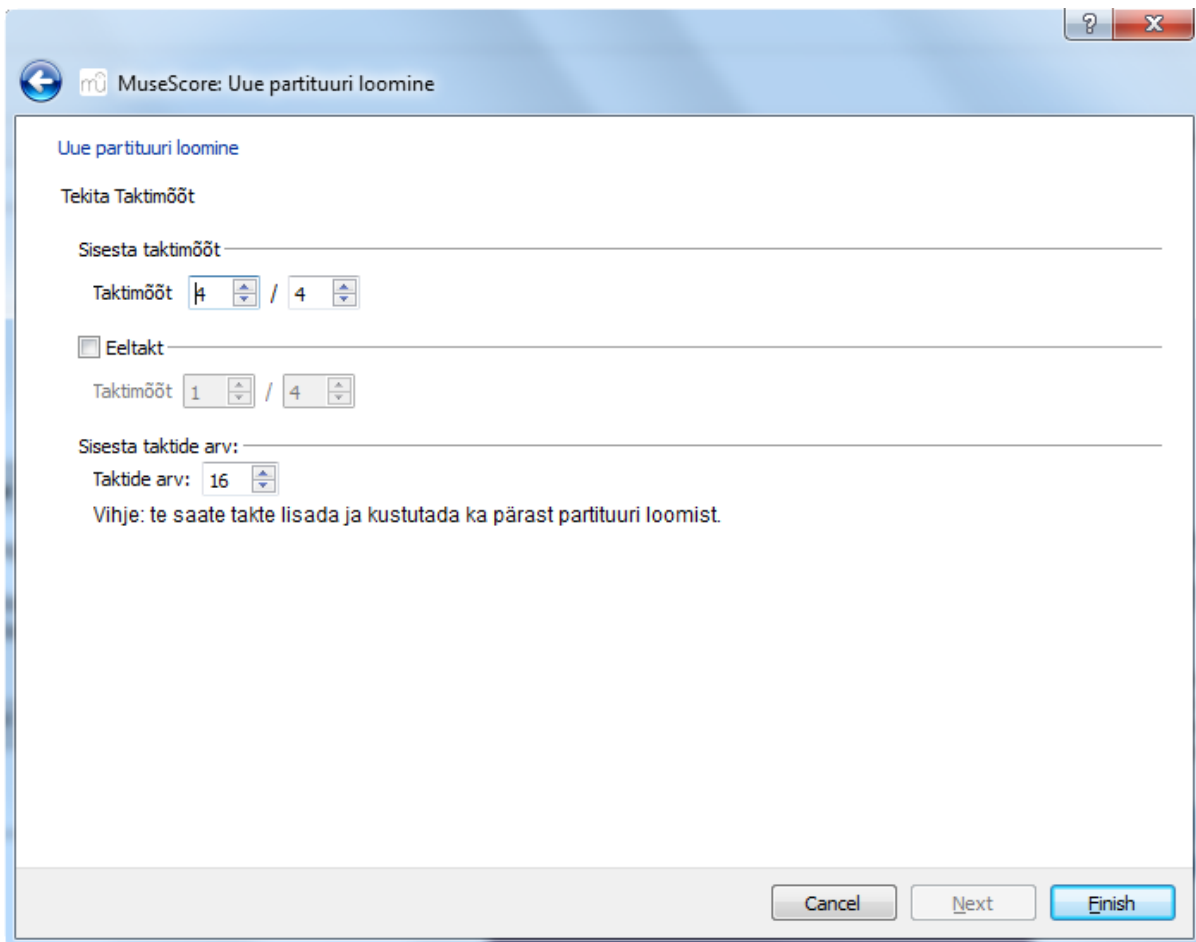 ? X
MuseScore: Uue partituuri loomine
Uue partituuri loomine
Tekita Taktimõõt
Sisesta taktimõõt
Taktimõõt 4 / 4
Eeltakt
Taktimõõt 1 / 4
Sisesta taktide arv:
Taktide arv: 16
Vihje: te saate takte lisada ja kustutada ka pärast partituuri loomist.
Cancel Next Finish